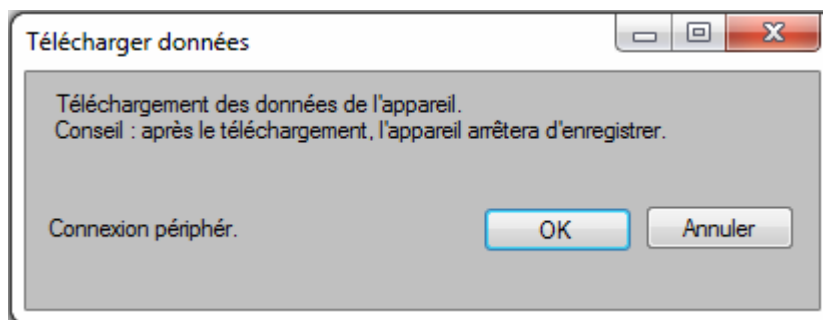 Télécharger données
Téléchargement des données de l'appareil.
Conseil : après le téléchargement, l'appareil arrêtera d'enregistrer.
Connexion périphér.
OK
Annuler